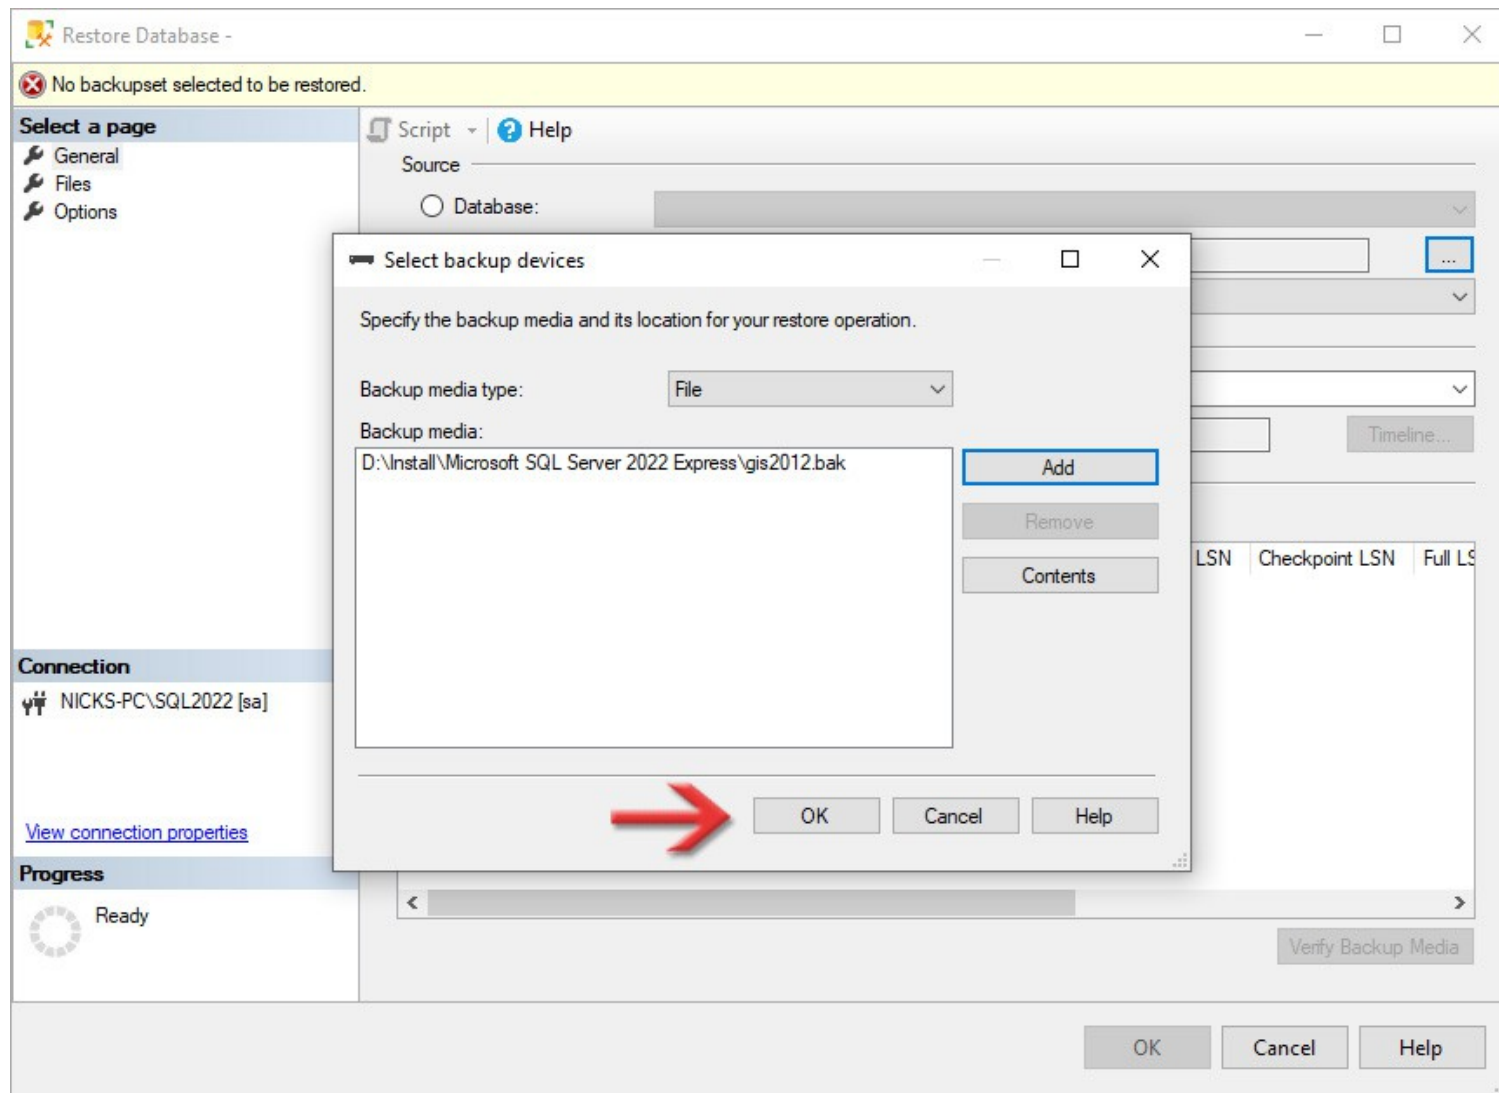 Restore Database -
No backupset selected to be restored.
Select a page
General
Files
Options
Script
Help
Source
Database:
...
Select backup devices
Specify the backup media and its location for your restore operation.
Backup media type:
File
Backup media:
D:\Install\Microsoft SQL Server 2022 Express\gis2012.bak
Add
Remove
Contents
OK
Cancel
Help
Timeline...
LSN
Checkpoint LSN
Full LS
Connection
NICKS-PC\SQL2022 [sa]
View connection properties
Progress
Ready
Verify Backup Media
OK
Cancel
Help